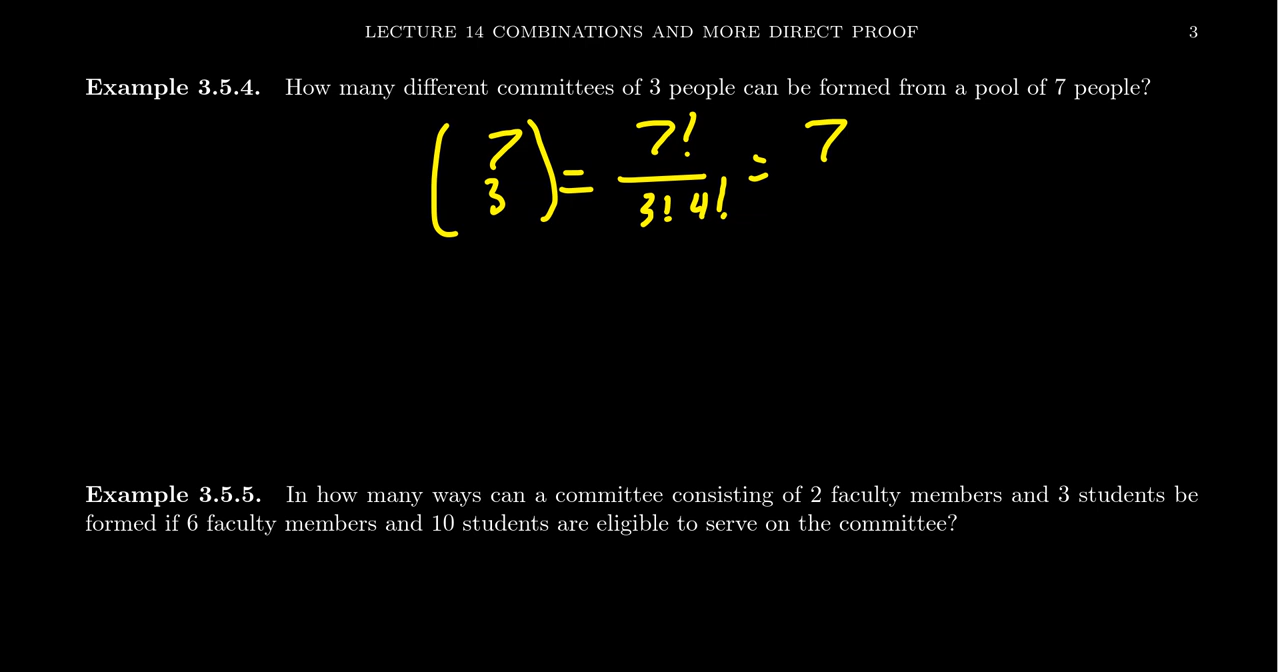 LECTURE 14 COMBINATIONS AND MORE DIRECT PROOF 3
Example 3.5.4. How many different committees of 3 people can be formed from a pool of 7 people?
(7 3) = 7! / 3! 4! = 7
Example 3.5.5. In how many ways can a committee consisting of 2 faculty members and 3 students be
formed if 6 faculty members and 10 students are eligible to serve on the committee?